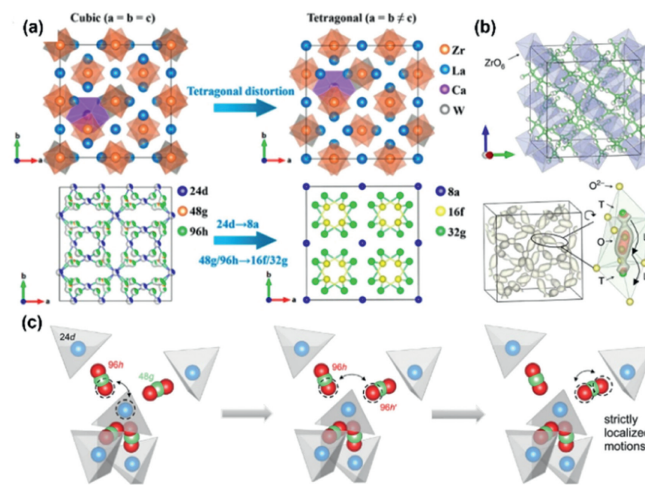 (a)
Cubic (a = b = c)
Tetragonal (a = b ≠ c)
Zr
La
Ca
W
Tetragonal distortion
b
a
b
a
24d
48g
96h
24d→8a
48g/96h→16f/32g
8a
16f
32g
b
a
b
a
(b)
ZrO6
O2−
T
O
T
(c)
24d
96h
48g
96h
96h'
strictly
localized
motions